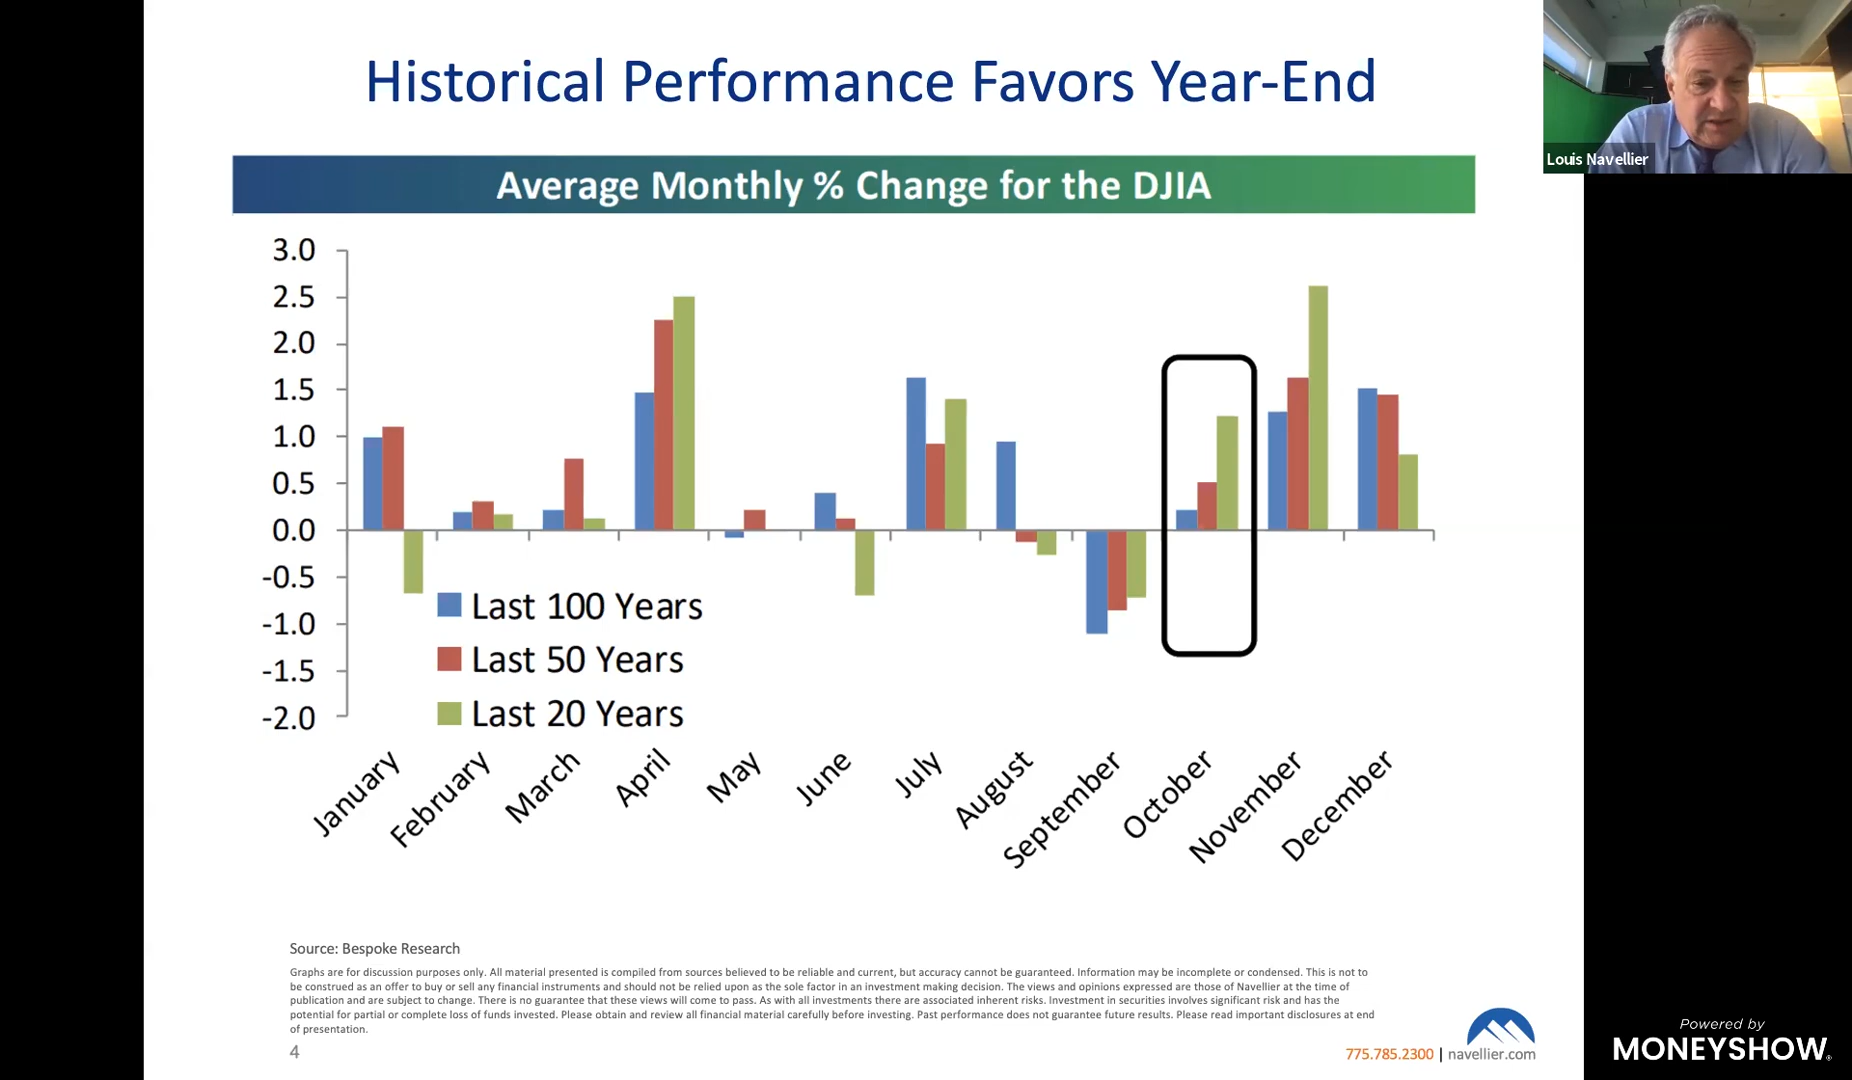 Historical Performance Favors Year-End
Louis Navellier
Average Monthly % Change for the DJIA
3.0
2.5
2.0
1.5
1.0
0.5
0.0
-0.5
-1.0
-1.5
-2.0
Last 100 Years
Last 50 Years
Last 20 Years
January
February
March
April
May
June
July
August
September
October
November
December
Source: Bespoke Research
Graphs are for discussion purposes only. All material presented is compiled from sources believed to be reliable and current, but accuracy cannot be guaranteed. Information may be incomplete or condensed. This is not to
be construed as an offer to buy or sell any financial instruments and should not be relied upon as the sole factor in an investment making decision. The views and opinions expressed are those of Navellier at the time of
publication and are subject to change. There is no guarantee that these views will come to pass. As with all investments there are associated inherent risks. Investment in securities involves significant risk and has the
potential for partial or complete loss of funds invested. Please obtain and review all financial material carefully before investing. Past performance does not guarantee future results. Please read important disclosures at end
of presentation.
4
775.785.2300 | navellier.com
Powered by
MONEYSHOW®